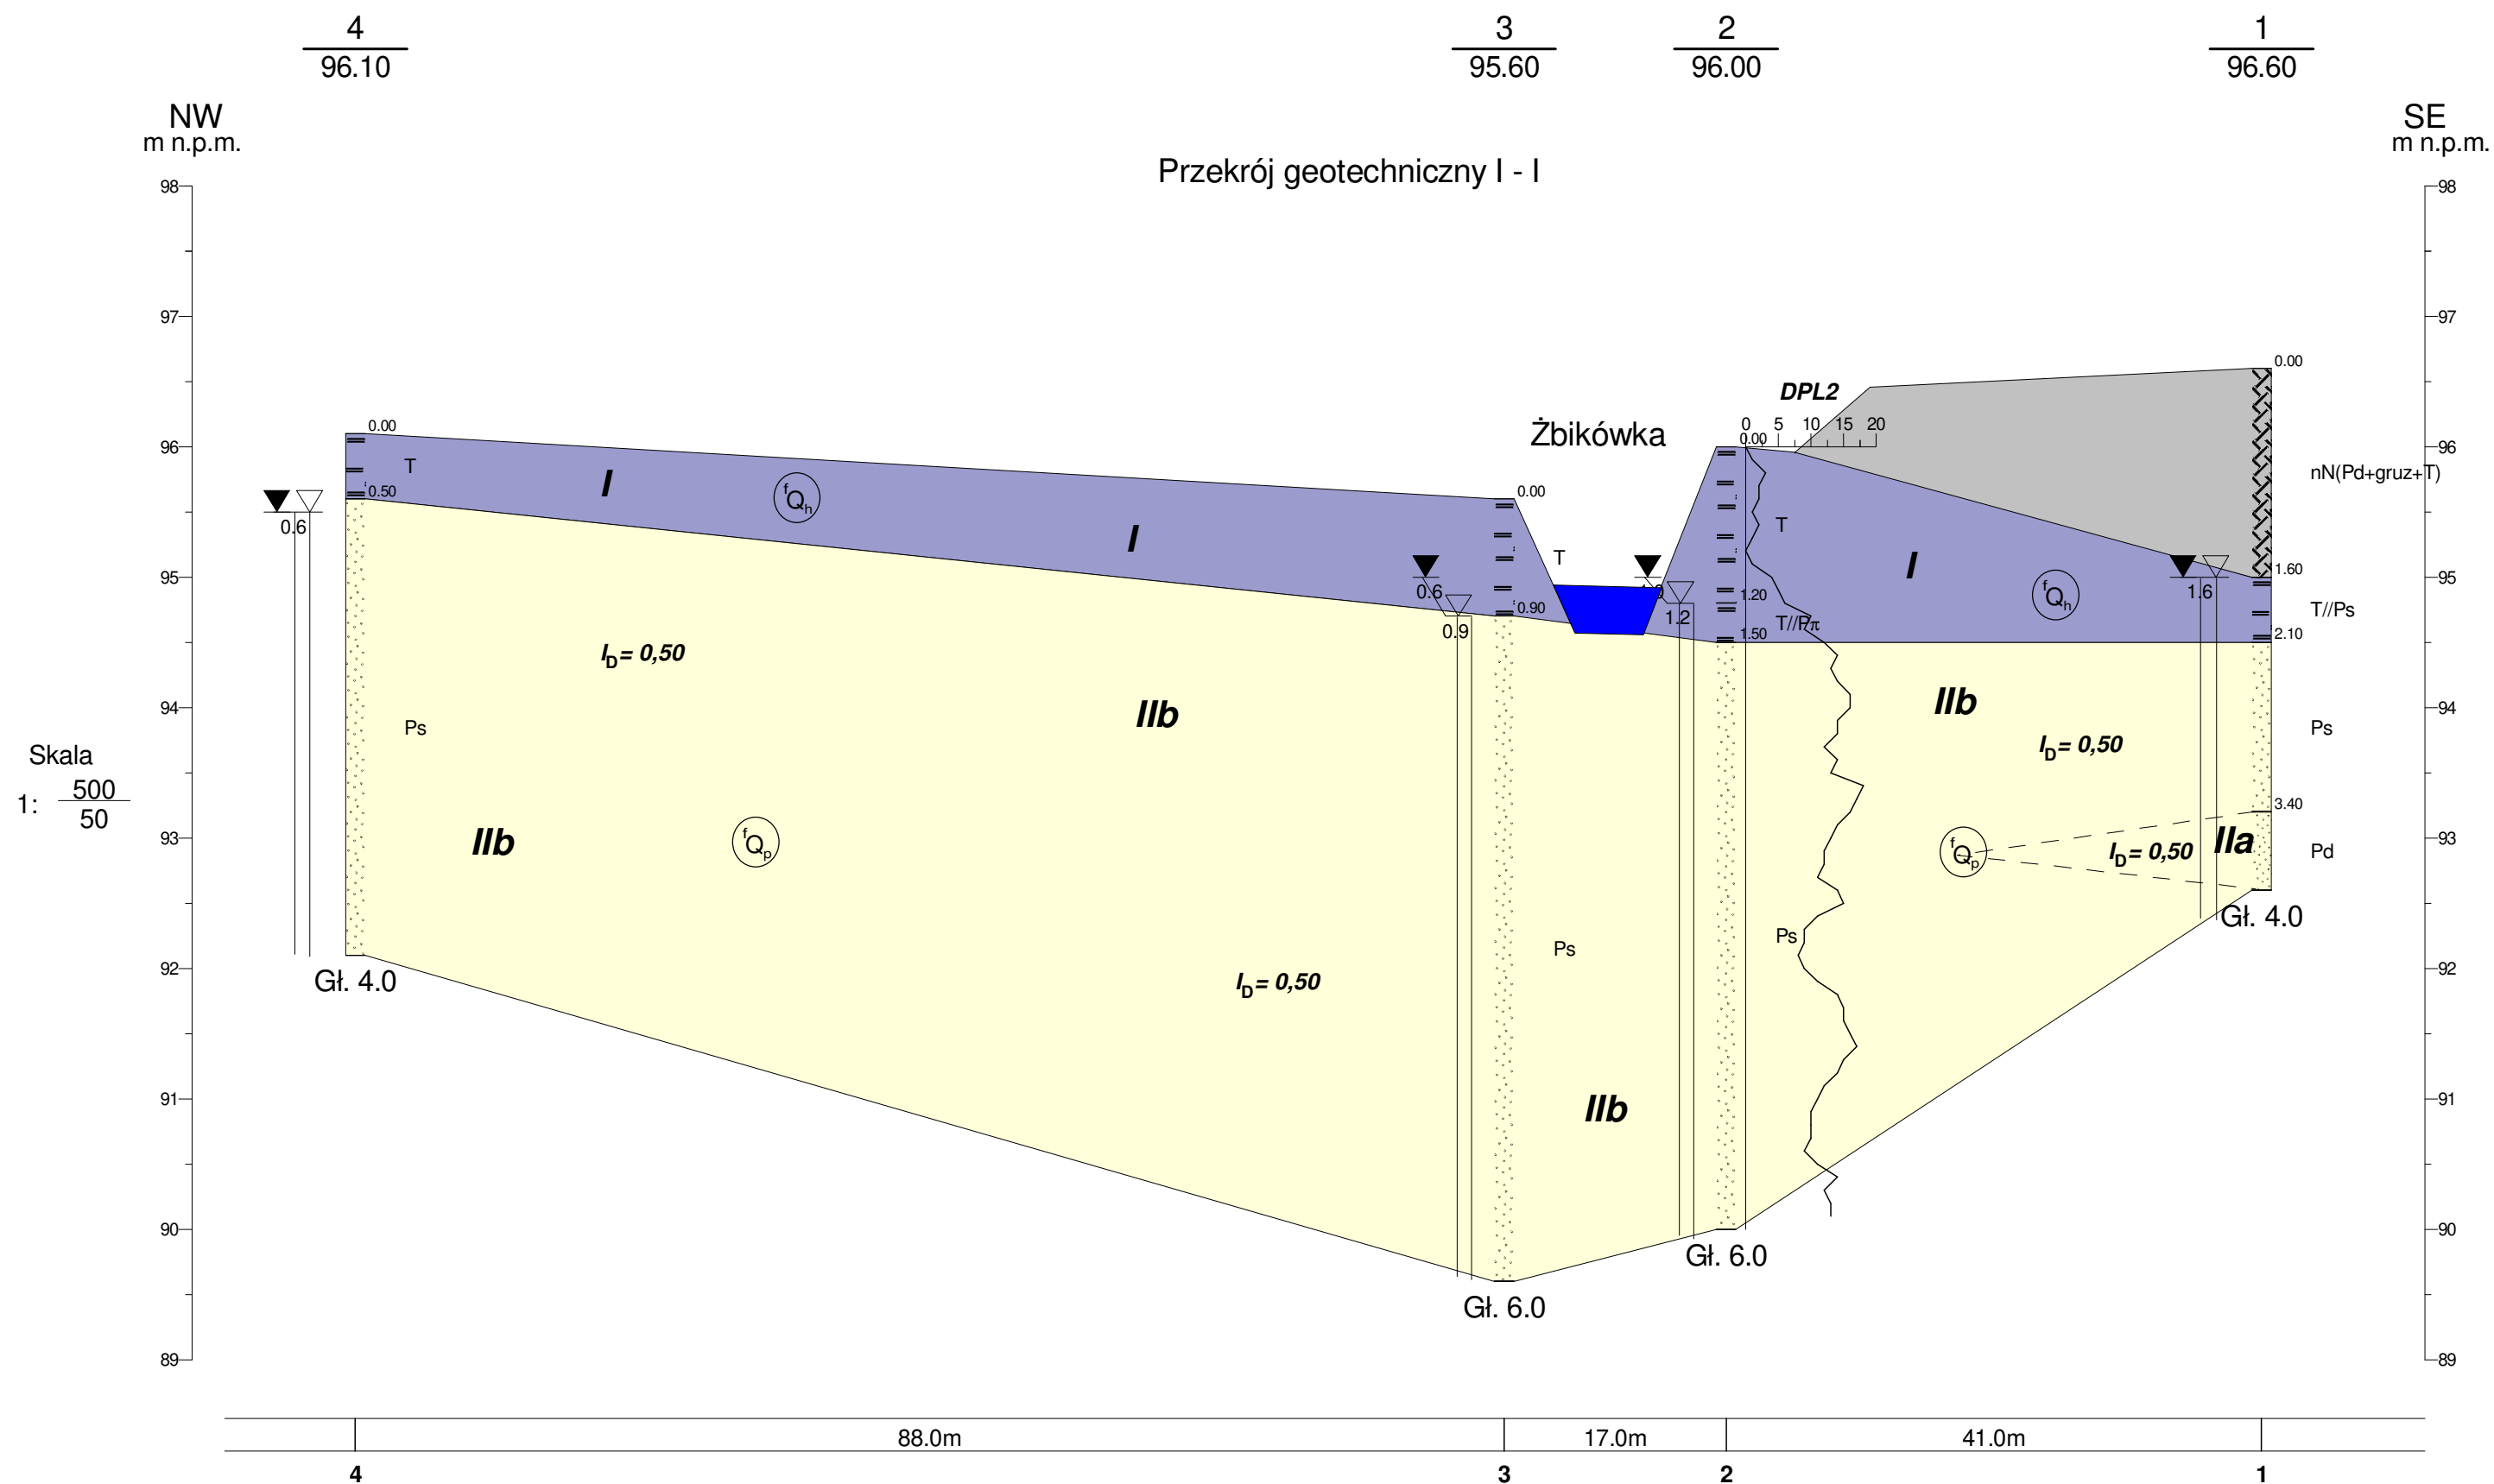 4 3 2 1
96.10 95.60 96.00 96.60
NW SE
m n.p.m. m n.p.m.
Przekrój geotechniczny I - I
98 98
97 97
0.00
DPL2
0 5 10 15 20
Żbikówka
0.00
0.00
96 96
T
nN(Pd+gruz+T)
I
0.50
0.00
fQh
0.6
T
I
T
I
95 95
1.60
0.6
1.20
1.6
fQh
0.90
1.2
T//Pπ
T//Ps
0.9
1.50
2.10
ID= 0,50
IIb
IIb
94 94
Ps
Ps
ID= 0,50
Skala
1: 500
50
3.40
93 93
IIb
fQp
fQp
ID= 0,50
IIa
Pd
Gł. 4.0
Ps
Ps
92 92
Gł. 4.0
ID= 0,50
91 91
IIb
90 90
Gł. 6.0
Gł. 6.0
89 89
88.0m 17.0m 41.0m
4 3 2 1